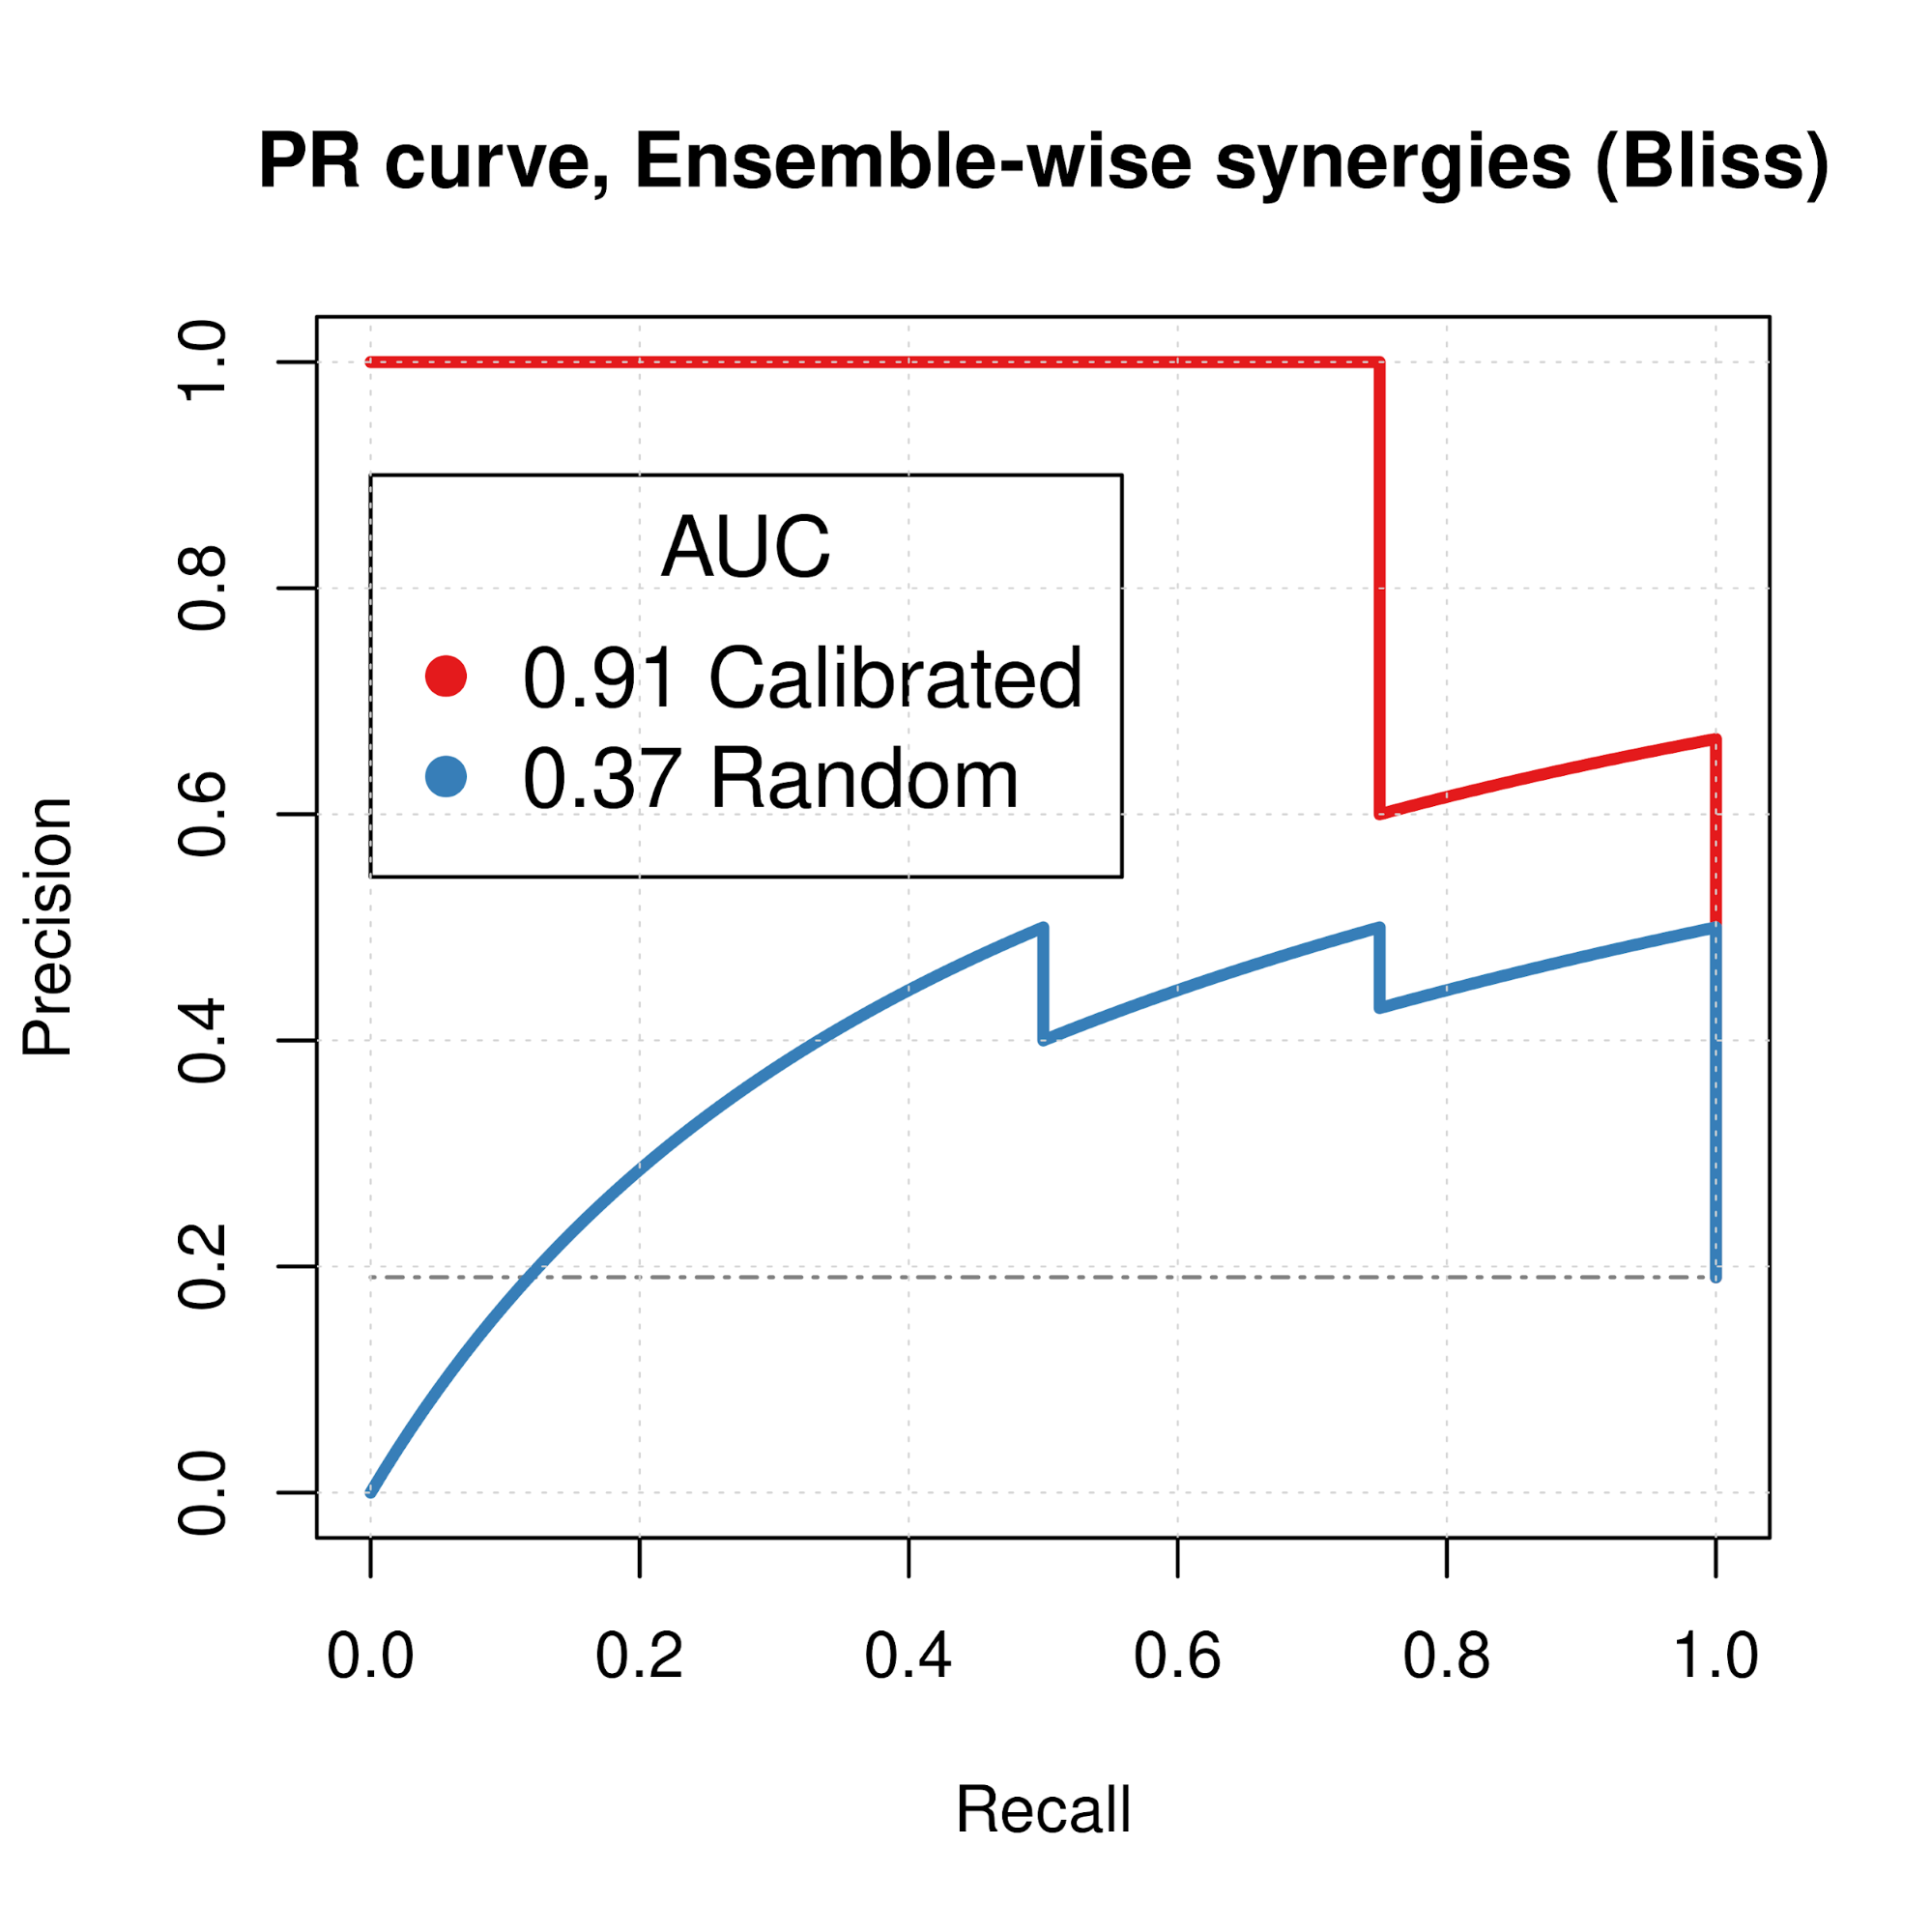 PR curve, Ensemble-wise synergies (Bliss)
Precision
1.0
0.8
0.6
0.4
0.2
0.0
AUC
0.91 Calibrated
0.37 Random
0.0 0.2 0.4 0.6 0.8 1.0
Recall